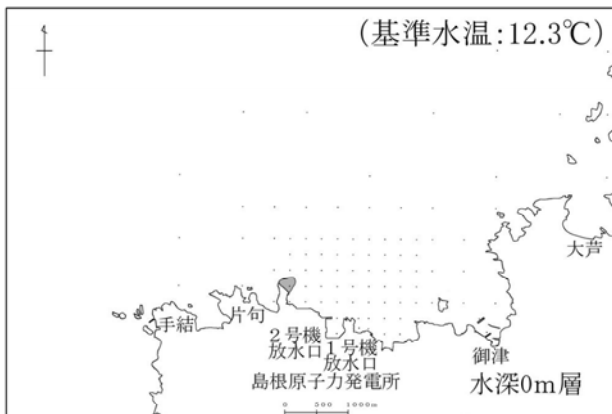 (基準水温:12.3℃)
大芦
手結
片句
2号機
放水口
1号機
放水口
御津
島根原子力発電所
水深0m層
0 500 1000m